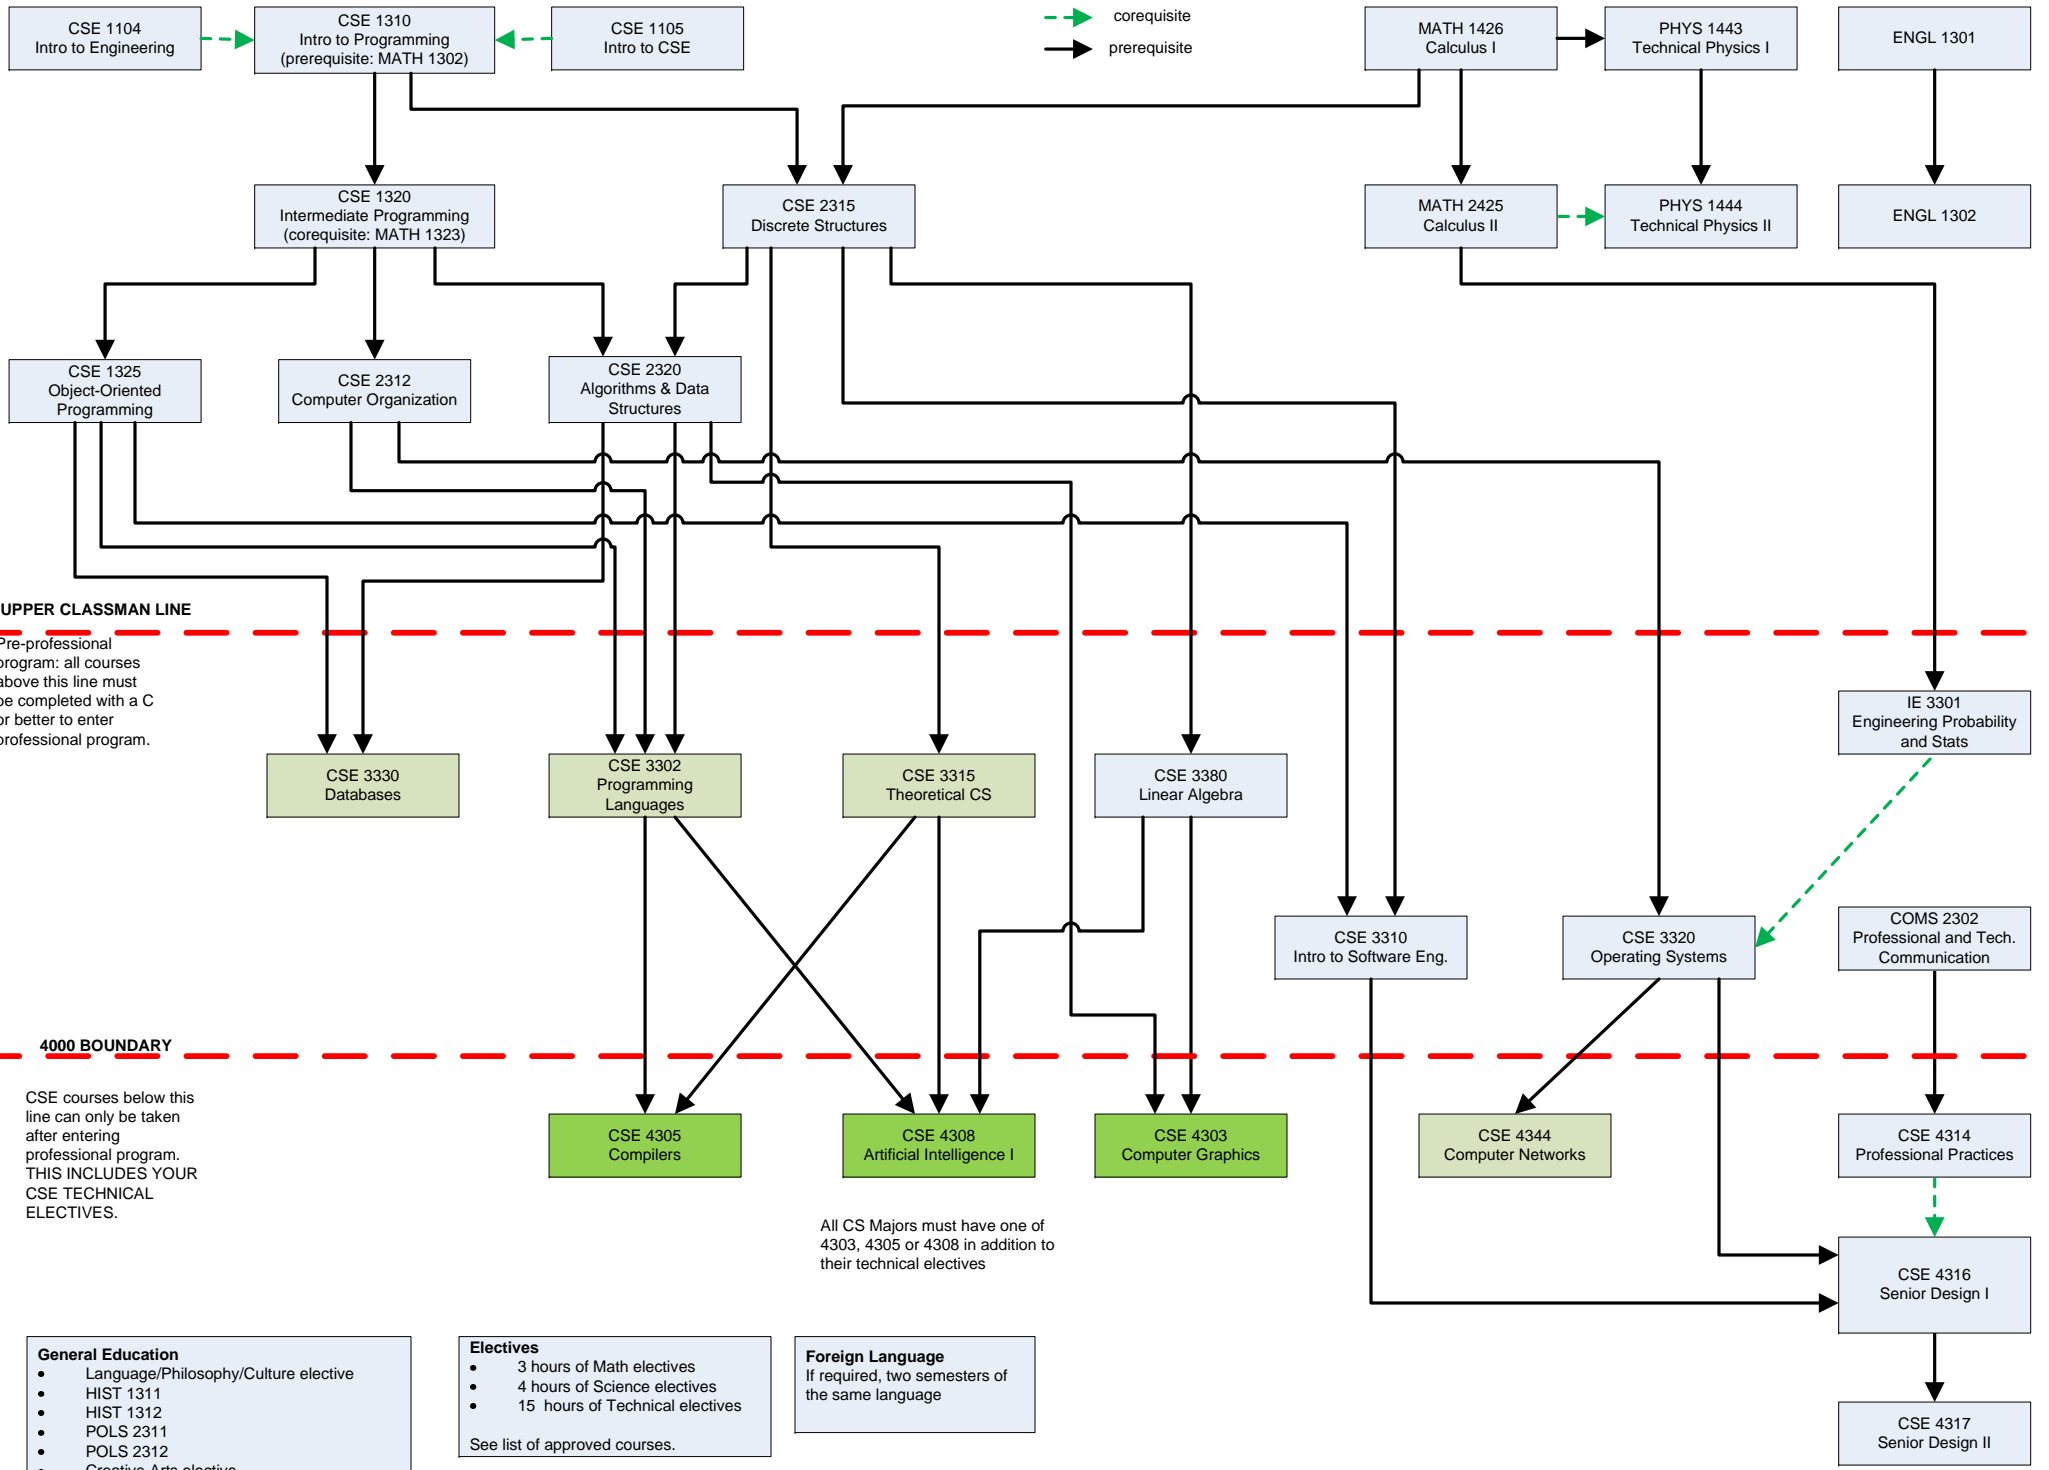 CSE 1104
Intro to Engineering
CSE 1310
Intro to Programming
(prerequisite: MATH 1302)
CSE 1105
Intro to CSE
corequisite
prerequisite
MATH 1426
Calculus I
PHYS 1443
Technical Physics I
ENGL 1301
CSE 1320
Intermediate Programming
(corequisite: MATH 1323)
CSE 2315
Discrete Structures
MATH 2425
Calculus II
PHYS 1444
Technical Physics II
ENGL 1302
CSE 1325
Object-Oriented
Programming
CSE 2312
Computer Organization
CSE 2320
Algorithms & Data
Structures
UPPER CLASSMAN LINE
Pre-professional
program: all courses
above this line must
be completed with a C
or better to enter
professional program.
IE 3301
Engineering Probability
and Stats
CSE 3330
Databases
CSE 3302
Programming
Languages
CSE 3315
Theoretical CS
CSE 3380
Linear Algebra
CSE 3310
Intro to Software Eng.
CSE 3320
Operating Systems
COMS 2302
Professional and Tech.
Communication
4000 BOUNDARY
CSE courses below this
line can only be taken
after entering
professional program.
THIS INCLUDES YOUR
CSE TECHNICAL
ELECTIVES.
CSE 4305
Compilers
CSE 4308
Artificial Intelligence I
CSE 4303
Computer Graphics
CSE 4344
Computer Networks
CSE 4314
Professional Practices
All CS Majors must have one of
4303, 4305 or 4308 in addition to
their technical electives
CSE 4316
Senior Design I
CSE 4317
Senior Design II
General Education
• Language/Philosophy/Culture elective
• HIST 1311
• HIST 1312
• POLS 2311
• POLS 2312
• Creative Arts elective
Electives
• 3 hours of Math electives
• 4 hours of Science electives
• 15 hours of Technical electives
See list of approved courses.
Foreign Language
If required, two semesters of
the same language